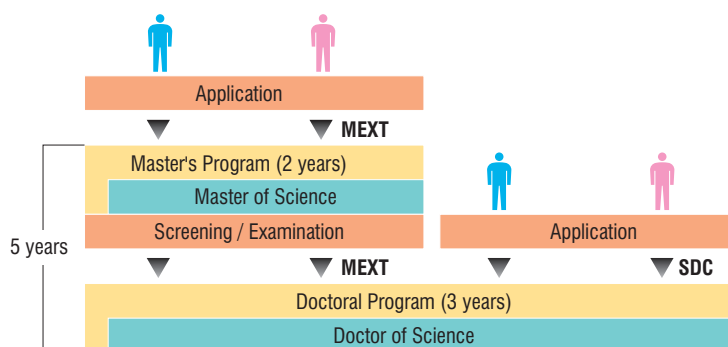 Application
MEXT
Master's Program (2 years)
Master of Science
Screening / Examination
Application
5 years
MEXT
SDC
Doctoral Program (3 years)
Doctor of Science